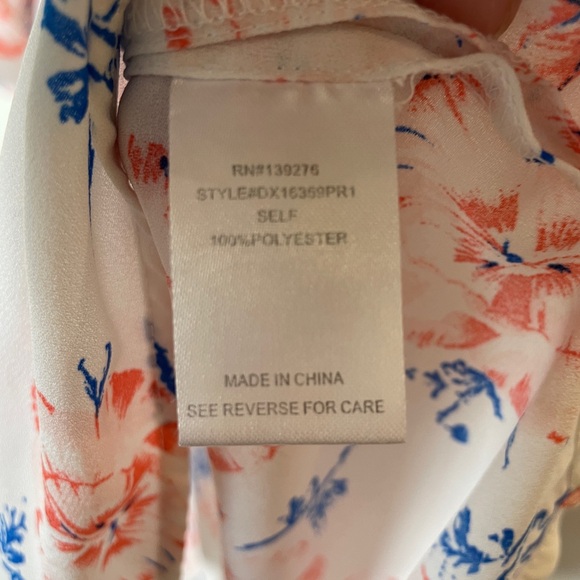 RN#139276
STYLE#DX16369PR1
SELF
100%POLYESTER
MADE IN CHINA
SEE REVERSE FOR CARE